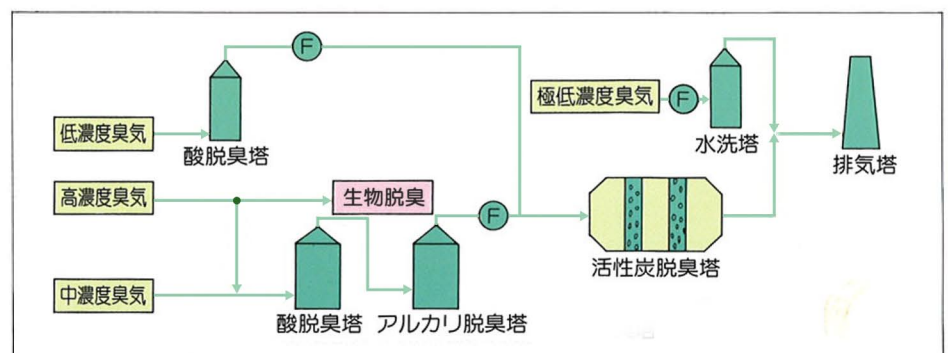 F
極低濃度臭気
F
低濃度臭気
酸脱臭塔
水洗塔
排気塔
高濃度臭気
生物脱臭
F
活性炭脱臭塔
中濃度臭気
酸脱臭塔
アルカリ脱臭塔